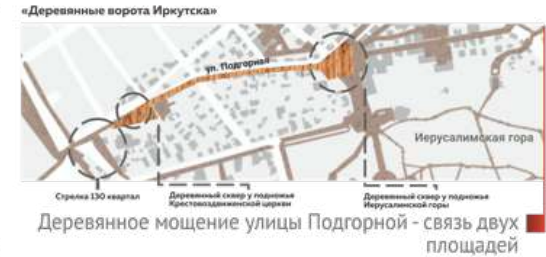 «Деревянные ворота Иркутска»
ул. Подгорная
Иерусалимская гора
Стрелка 130 квартал
Деревянный сквер у подножья
Крестовоздвиженской церкви
Деревянный сквер у подножья
Иерусалимской горы
Деревянное мощение улицы Подгорной - связь двух
площадей